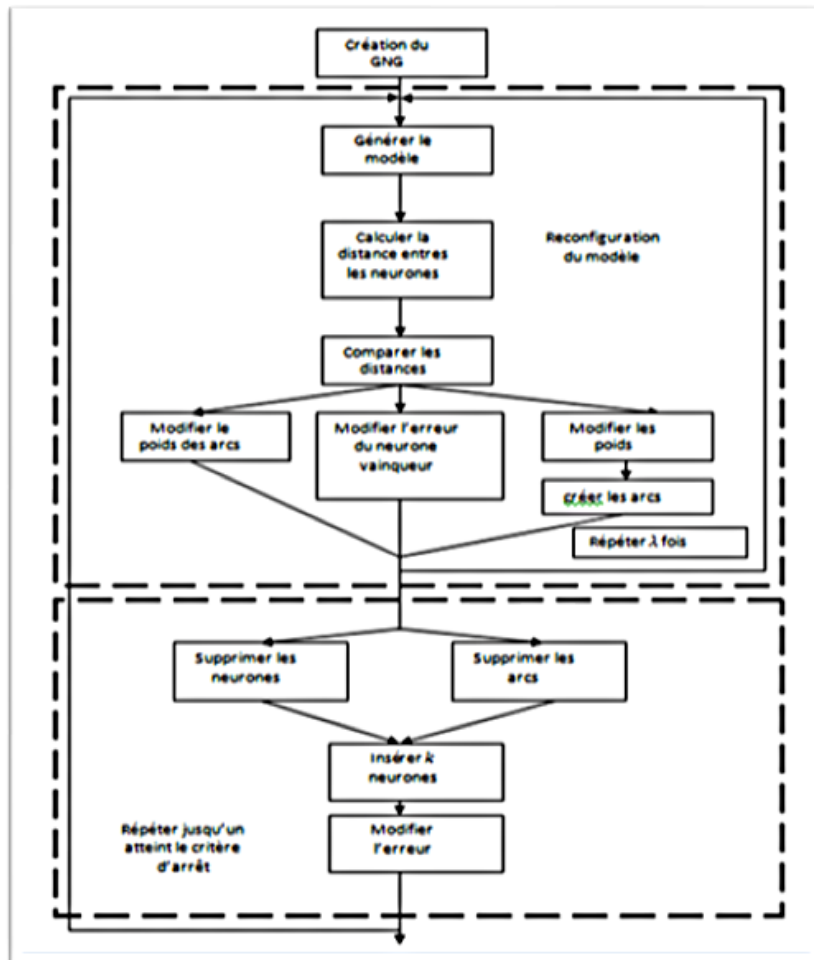 Création du
GNG
Générer le
modèle
Calculer la
distance entres
les neurones
Reconfiguration
du modèle
Comparer les
distances
Modifier le
poids des arcs
Modifier l'erreur
du neurone
vainqueur
Modifier les
poids
créer les arcs
Répéter λ fois
Supprimer les
neurones
Supprimer les
arcs
Insérer k
neurones
Répéter jusqu'un
atteint le critère
d'arrêt
Modifier
l'erreur